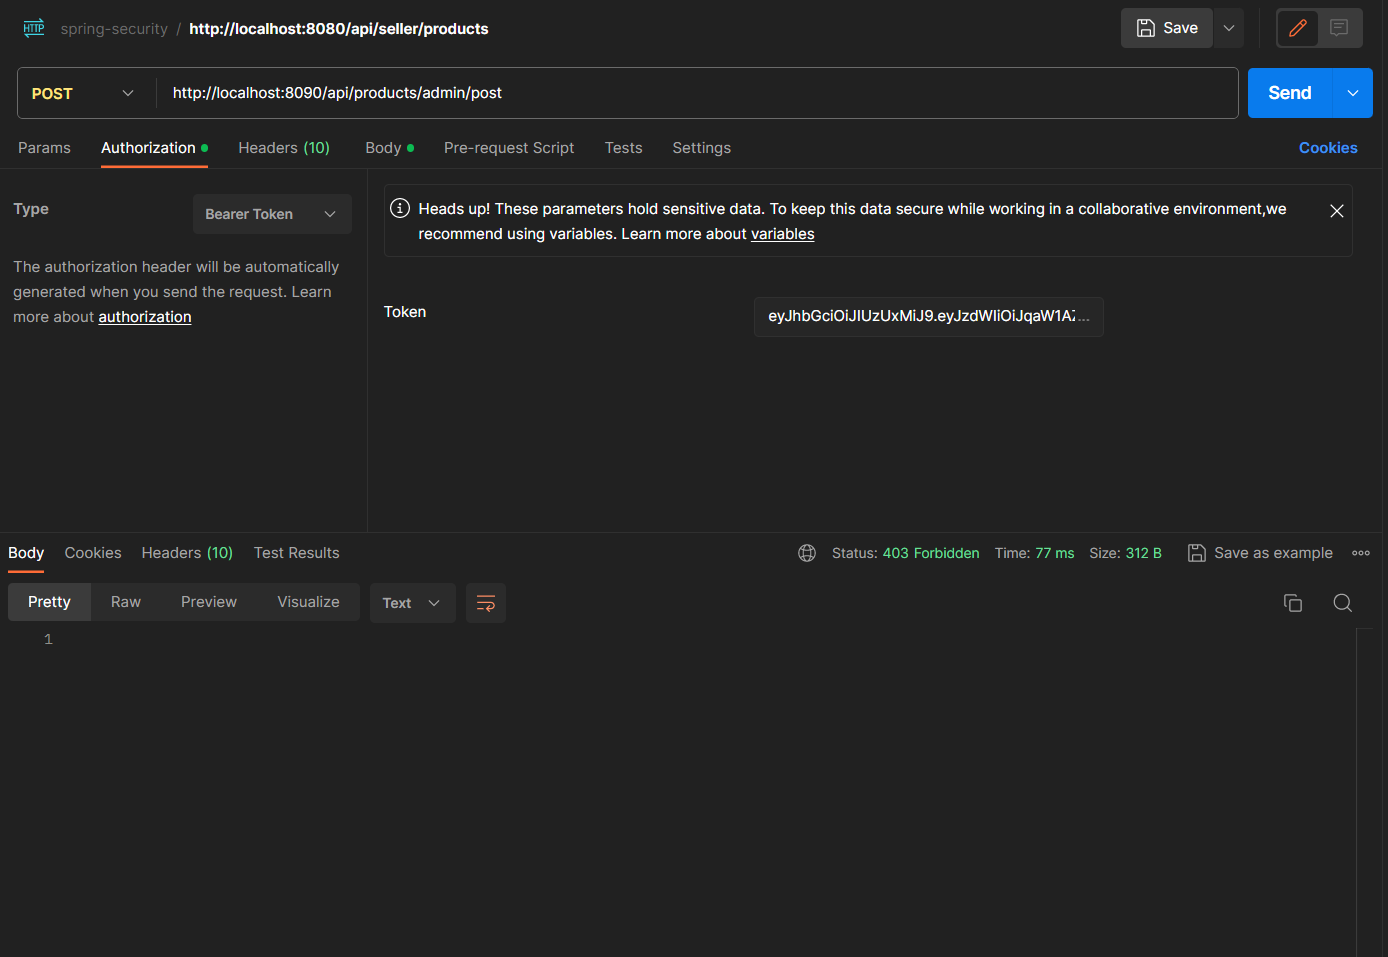 HTTP spring-security / http://localhost:8080/api/seller/products Save
POST http://localhost:8090/api/products/admin/post Send
Params Authorization Headers (10) Body Pre-request Script Tests Settings Cookies
Type Bearer Token
The authorization header will be automatically
generated when you send the request. Learn
more about authorization
Heads up! These parameters hold sensitive data. To keep this data secure while working in a collaborative environment,we
recommend using variables. Learn more about variables
Token eyJhbGciOiJIUzUxMiJ9.eyJzdWIiOiJqaW1AZ...
Body Cookies Headers (10) Test Results Status: 403 Forbidden Time: 77 ms Size: 312 B Save as example
Pretty Raw Preview Visualize Text
1